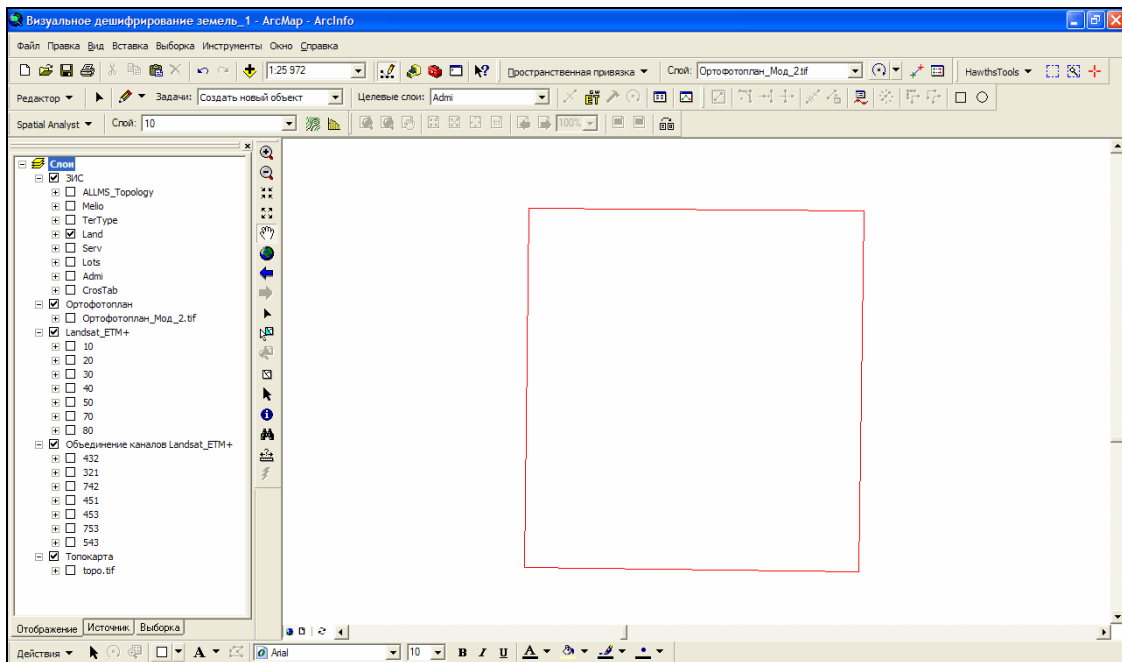 Визуальное дешифрирование земель_1 - ArcMap - ArcInfo
Файл Правка Вид Вставка Выборка Инструменты Окно Справка
1:25 972 Пространственная привязка Слой: Ортофотоплан_Мод_2.tif HawthsTools
Редактор Задачи: Создать новый объект Целевые слои: Admi
Spatial Analyst Слой: 10 100%
Слои
ЗИС
ALLMS_Topology
Melio
TerType
Land
Serv
Lots
Admi
CrosTab
Ортофотоплан
Ортофотоплан_Мод_2.tif
Landsat_ETM+
10
20
30
40
50
70
80
Объединение каналов Landsat_ETM+
432
321
742
451
453
753
543
Топокарта
topo.tif
Отображение Источник Выборка
Действия A Arial 10 B I U A